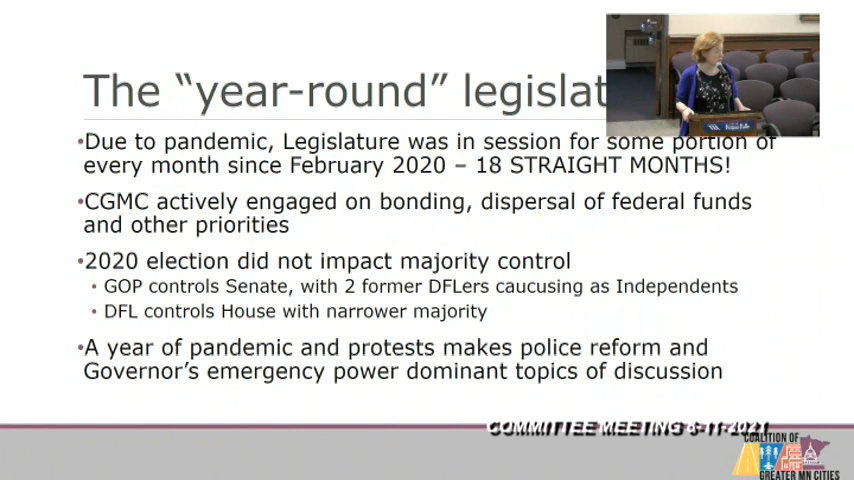 The “year-round” legislat
•Due to pandemic, Legislature was in session for some portion of
every month since February 2020 – 18 STRAIGHT MONTHS!
•CGMC actively engaged on bonding, dispersal of federal funds
and other priorities
•2020 election did not impact majority control
• GOP controls Senate, with 2 former DFLers caucusing as Independents
• DFL controls House with narrower majority
•A year of pandemic and protests makes police reform and
Governor’s emergency power dominant topics of discussion
COMMITTEE MEETING 8-11-2021
COALITION OF
GREATER MN CITIES